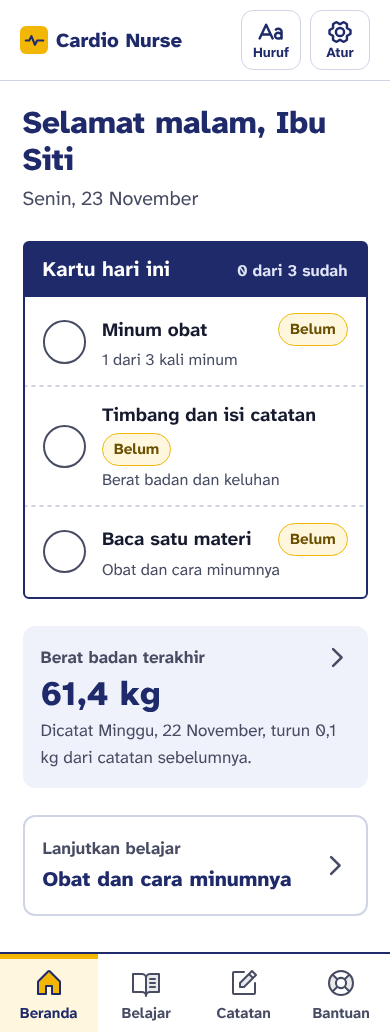 Cardio Nurse
Aa
Huruf
Atur
Selamat malam, Ibu
Siti
Senin, 23 November
Kartu hari ini
0 dari 3 sudah
Minum obat
Belum
1 dari 3 kali minum
Timbang dan isi catatan
Belum
Berat badan dan keluhan
Baca satu materi
Belum
Obat dan cara minumnya
Berat badan terakhir
61,4 kg
Dicatat Minggu, 22 November, turun 0,1
kg dari catatan sebelumnya.
Lanjutkan belajar
Obat dan cara minumnya
Beranda
Belajar
Catatan
Bantuan